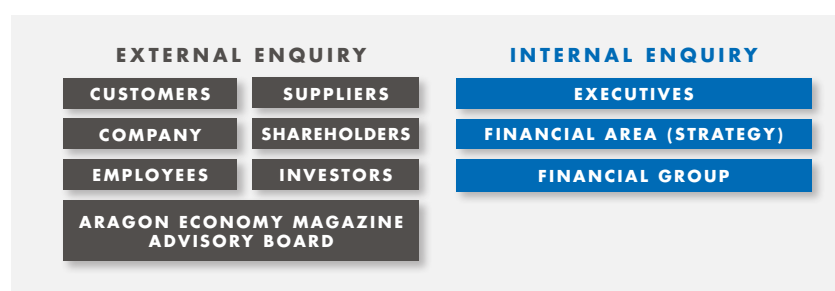 EXTERNAL ENQUIRY
CUSTOMERS
SUPPLIERS
COMPANY
SHAREHOLDERS
EMPLOYEES
INVESTORS
ARAGON ECONOMY MAGAZINE
ADVISORY BOARD
INTERNAL ENQUIRY
EXECUTIVES
FINANCIAL AREA (STRATEGY)
FINANCIAL GROUP